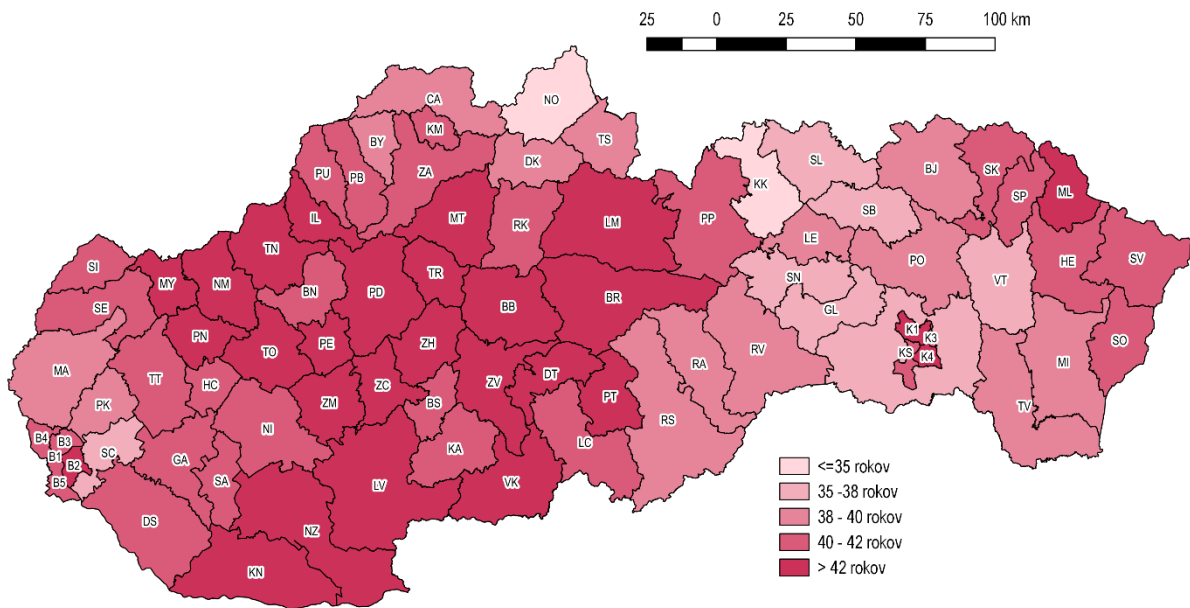 25 0 25 50 75 100 km
NO
CA
KM
BY
TS
DK
SL
BJ
SK
PU
PB
ZA
KK
SP
ML
IL
MT
RK
LM
PP
SB
TN
LE
PO
HE
SV
SI
MY
NM
TR
SN
VT
BN
PD
BR
SE
BB
GL
PN
K1
K3
TO
PE
ZH
KS
K4
SO
MA
TT
HC
ZC
ZV
DT
RA
RV
MI
PK
ZM
BS
PT
TV
B4
B3
SC
NI
KA
LC
RS
B1
B2
GA
B5
SA
LV
VK
DS
NZ
KN
<=35 rokov
35 -38 rokov
38 - 40 rokov
40 - 42 rokov
> 42 rokov